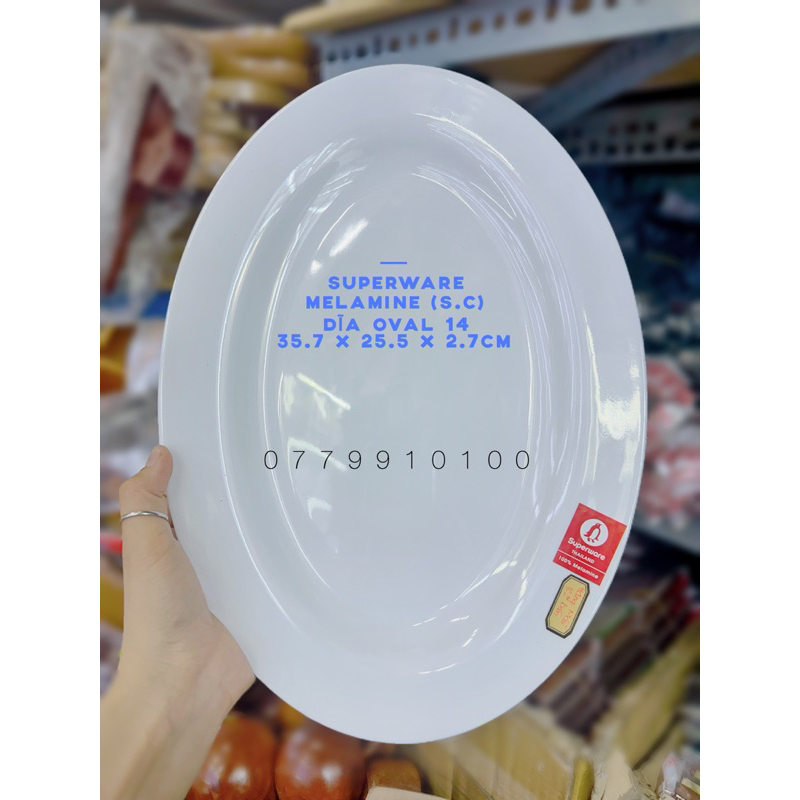 SUPERWARE
MELAMINE (S.C)
DĨA OVAL 14
35.7 × 25.5 × 2.7CM
0779910100
Superware
THAILAND
100% Melamine